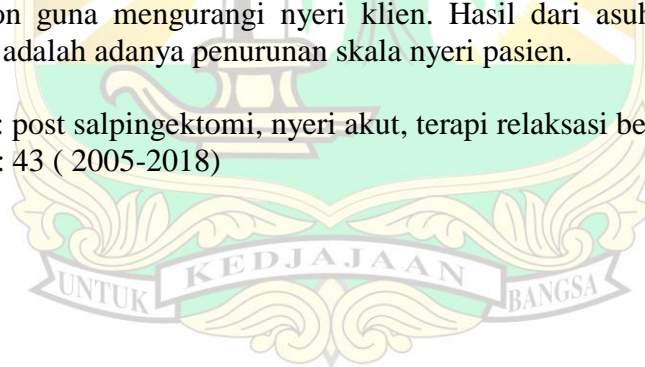 on guna mengurangi nyeri klien. Hasil dari asuh
adalah adanya penurunan skala nyeri pasien.
: post salpingektomi, nyeri akut, terapi relaksasi be
: 43 ( 2005-2018)
UNTUK KEDJAJAAN BANGSA